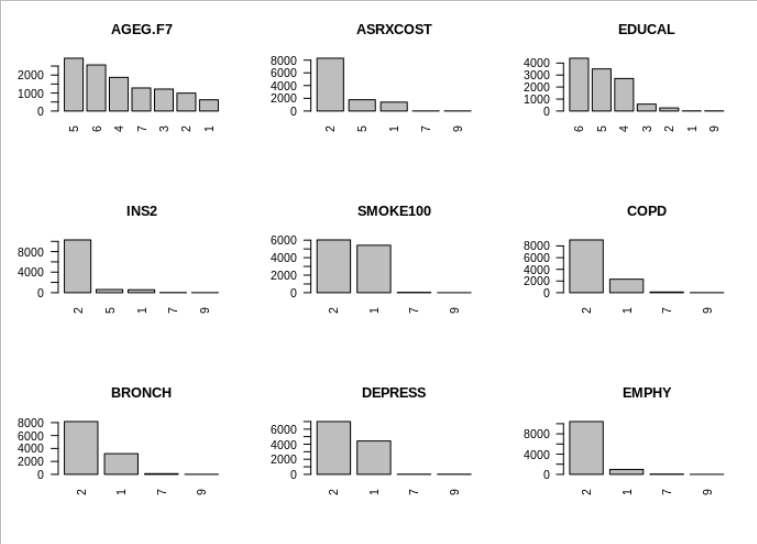 AGEG.F7 ASRXCOST EDUCAL
2000 8000 4000
1000 6000 3000
0 4000 2000
2000 1000
0 0
5 6 4 7 3 2 1 2 5 1 7 9 6 5 4 3 2 1 9
INS2 SMOKE100 COPD
8000 6000 8000
4000 4000 6000
0 2000 4000
0 2000
0
2 5 1 7 9 2 1 7 9 2 1 7 9
BRONCH DEPRESS EMPHY
8000 6000 8000
6000 4000 4000
4000 2000 0
2000 0
0
2 1 7 9 2 1 7 9 2 1 7 9